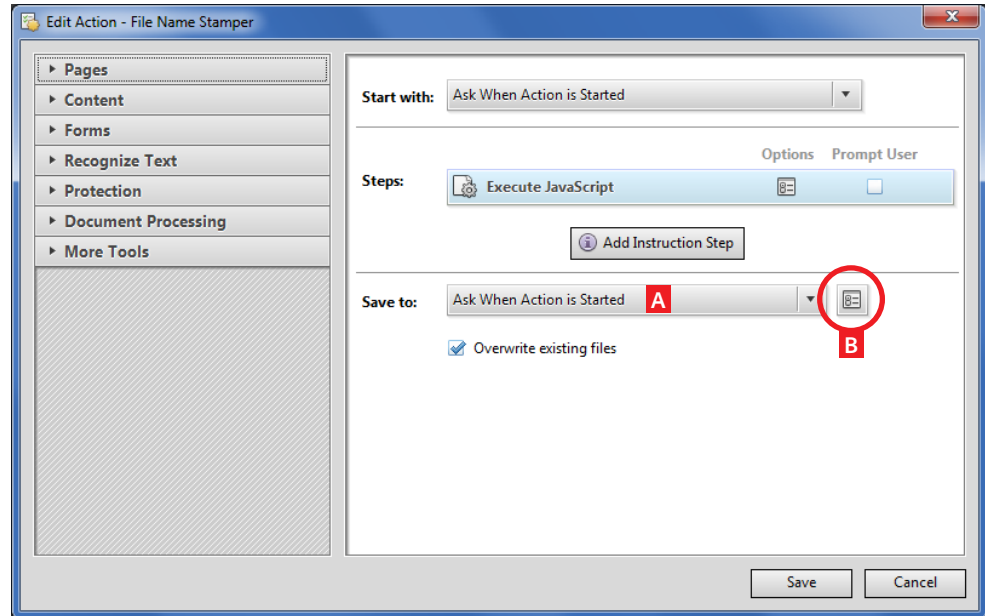 Edit Action - File Name Stamper
Pages
Content
Forms
Recognize Text
Protection
Document Processing
More Tools
Start with: Ask When Action is Started
Options Prompt User
Steps: Execute JavaScript
Add Instruction Step
Save to: Ask When Action is Started A
B
Overwrite existing files
Save Cancel